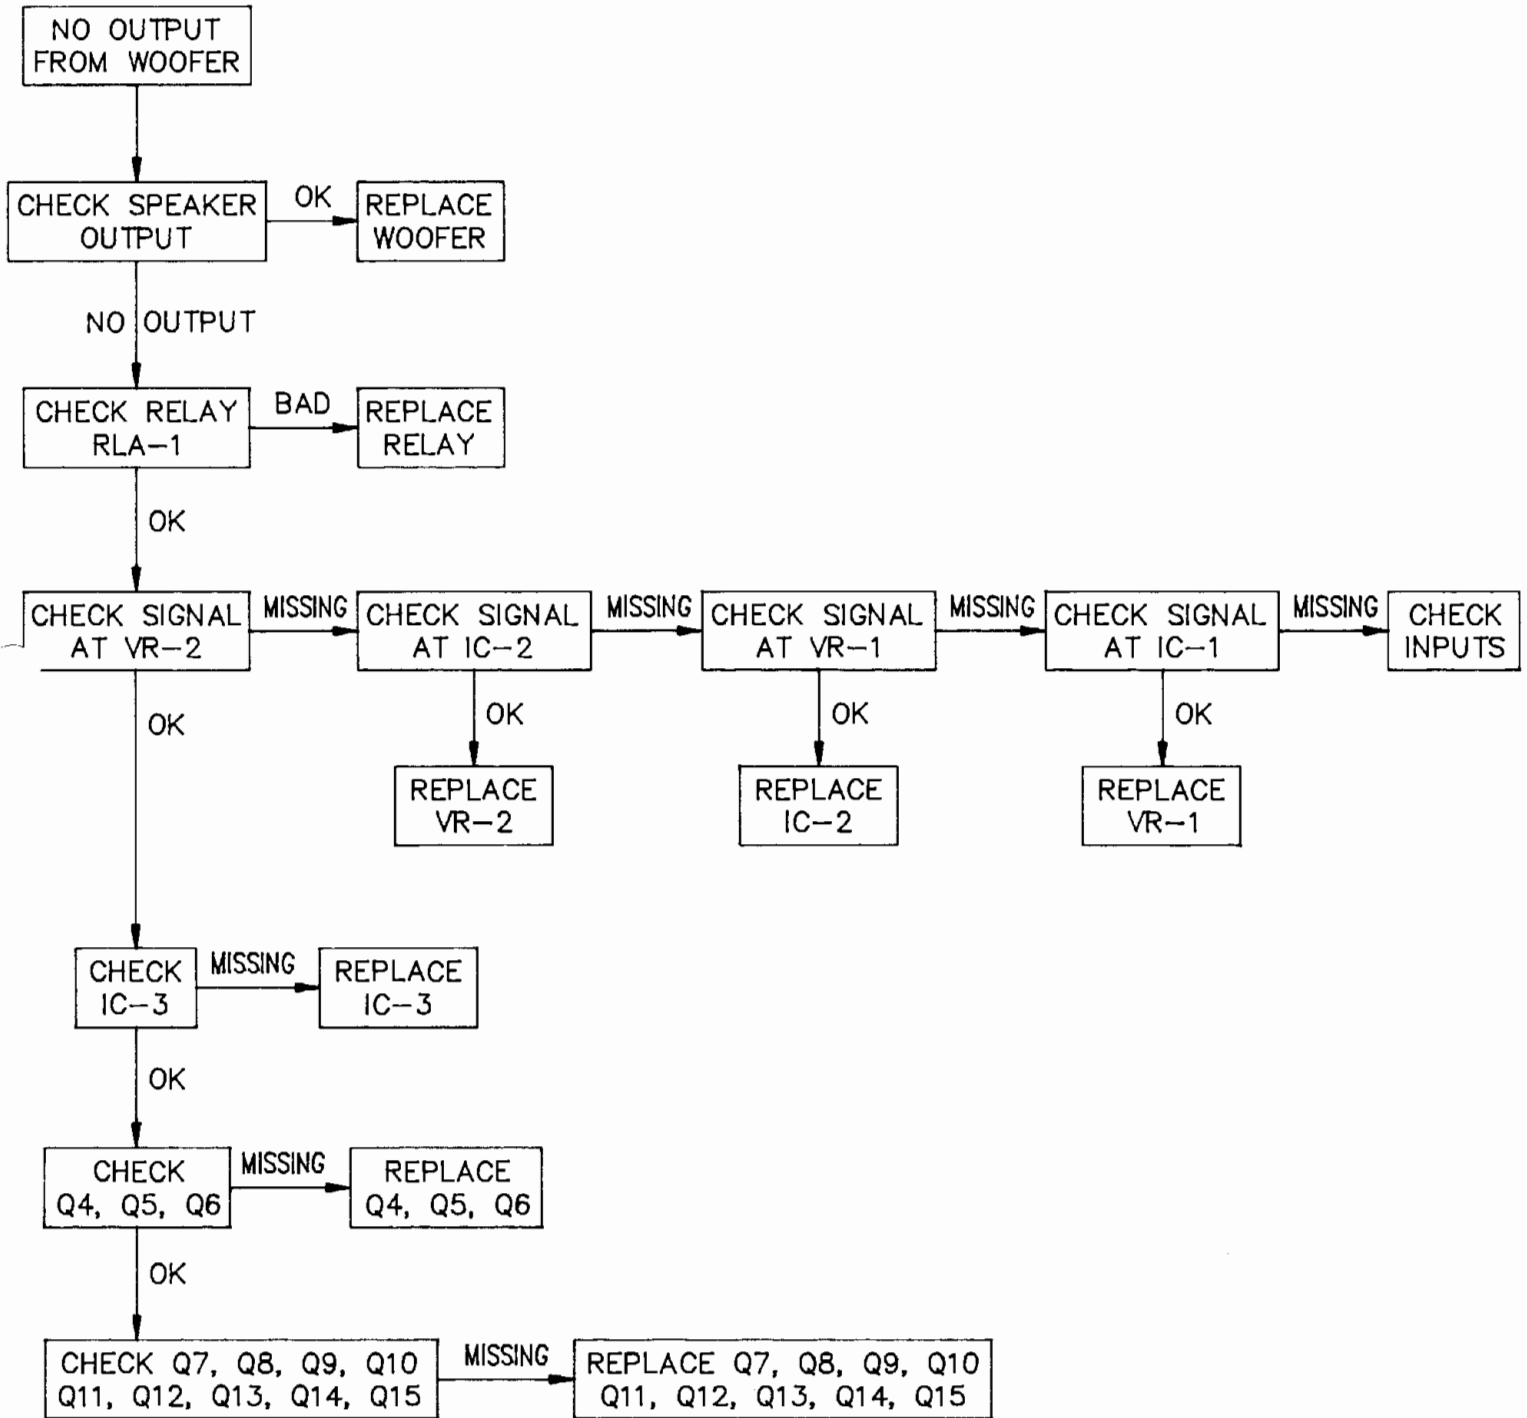 NO OUTPUT
FROM WOOFER
CHECK SPEAKER
OUTPUT
OK
REPLACE
WOOFER
NO OUTPUT
CHECK RELAY
RLA-1
BAD
REPLACE
RELAY
OK
CHECK SIGNAL
AT VR-2
MISSING
CHECK SIGNAL
AT IC-2
MISSING
CHECK SIGNAL
AT VR-1
MISSING
CHECK SIGNAL
AT IC-1
MISSING
CHECK
INPUTS
OK
OK
OK
OK
REPLACE
VR-2
REPLACE
IC-2
REPLACE
VR-1
CHECK
IC-3
MISSING
REPLACE
IC-3
OK
CHECK
Q4, Q5, Q6
MISSING
REPLACE
Q4, Q5, Q6
OK
CHECK Q7, Q8, Q9, Q10
Q11, Q12, Q13, Q14, Q15
MISSING
REPLACE Q7, Q8, Q9, Q10
Q11, Q12, Q13, Q14, Q15